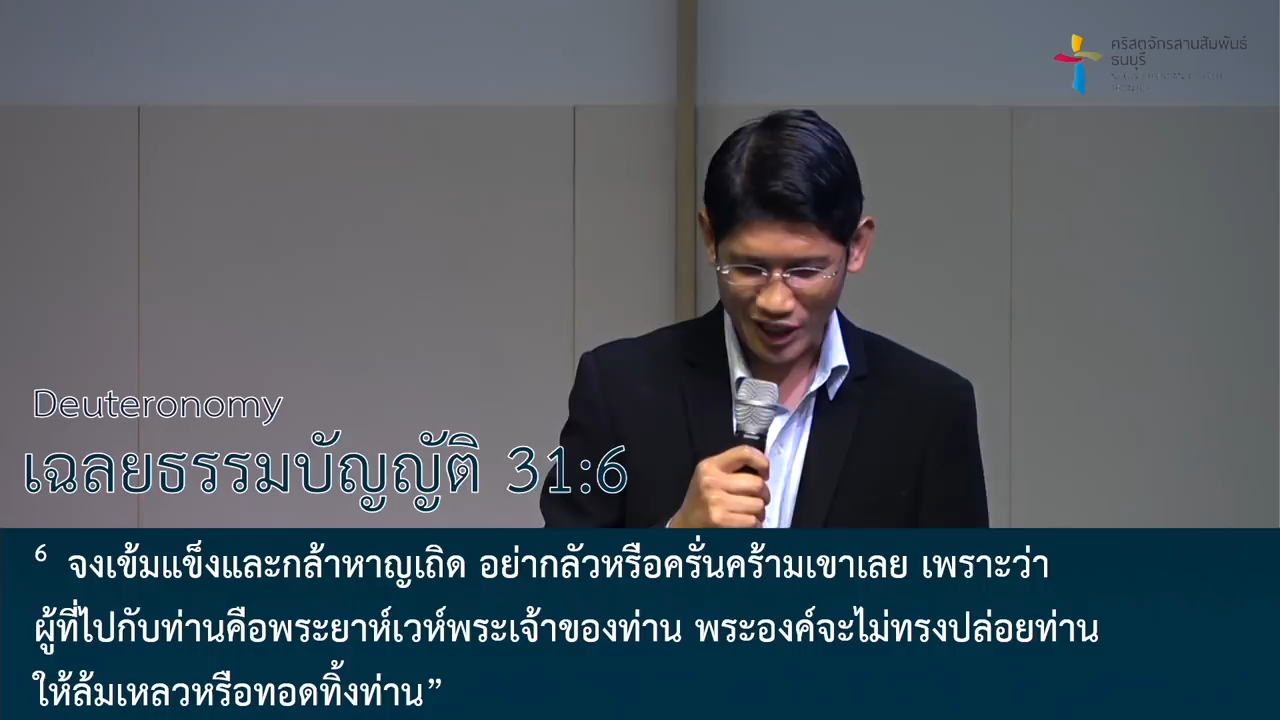 คริสตจักรสานสัมพันธ์
ธนบุรี
Deuteronomy
เฉลยธรรมบัญญัติ 31:6
6 จงเข้มแข็งและกล้าหาญเถิด อย่ากลัวหรือครั่นคร้ามเขาเลย เพราะว่า
ผู้ที่ไปกับท่านคือพระยาห์เวห์พระเจ้าของท่าน พระองค์จะไม่ทรงปล่อยท่าน
ให้ล้มเหลวหรือทอดทิ้งท่าน”